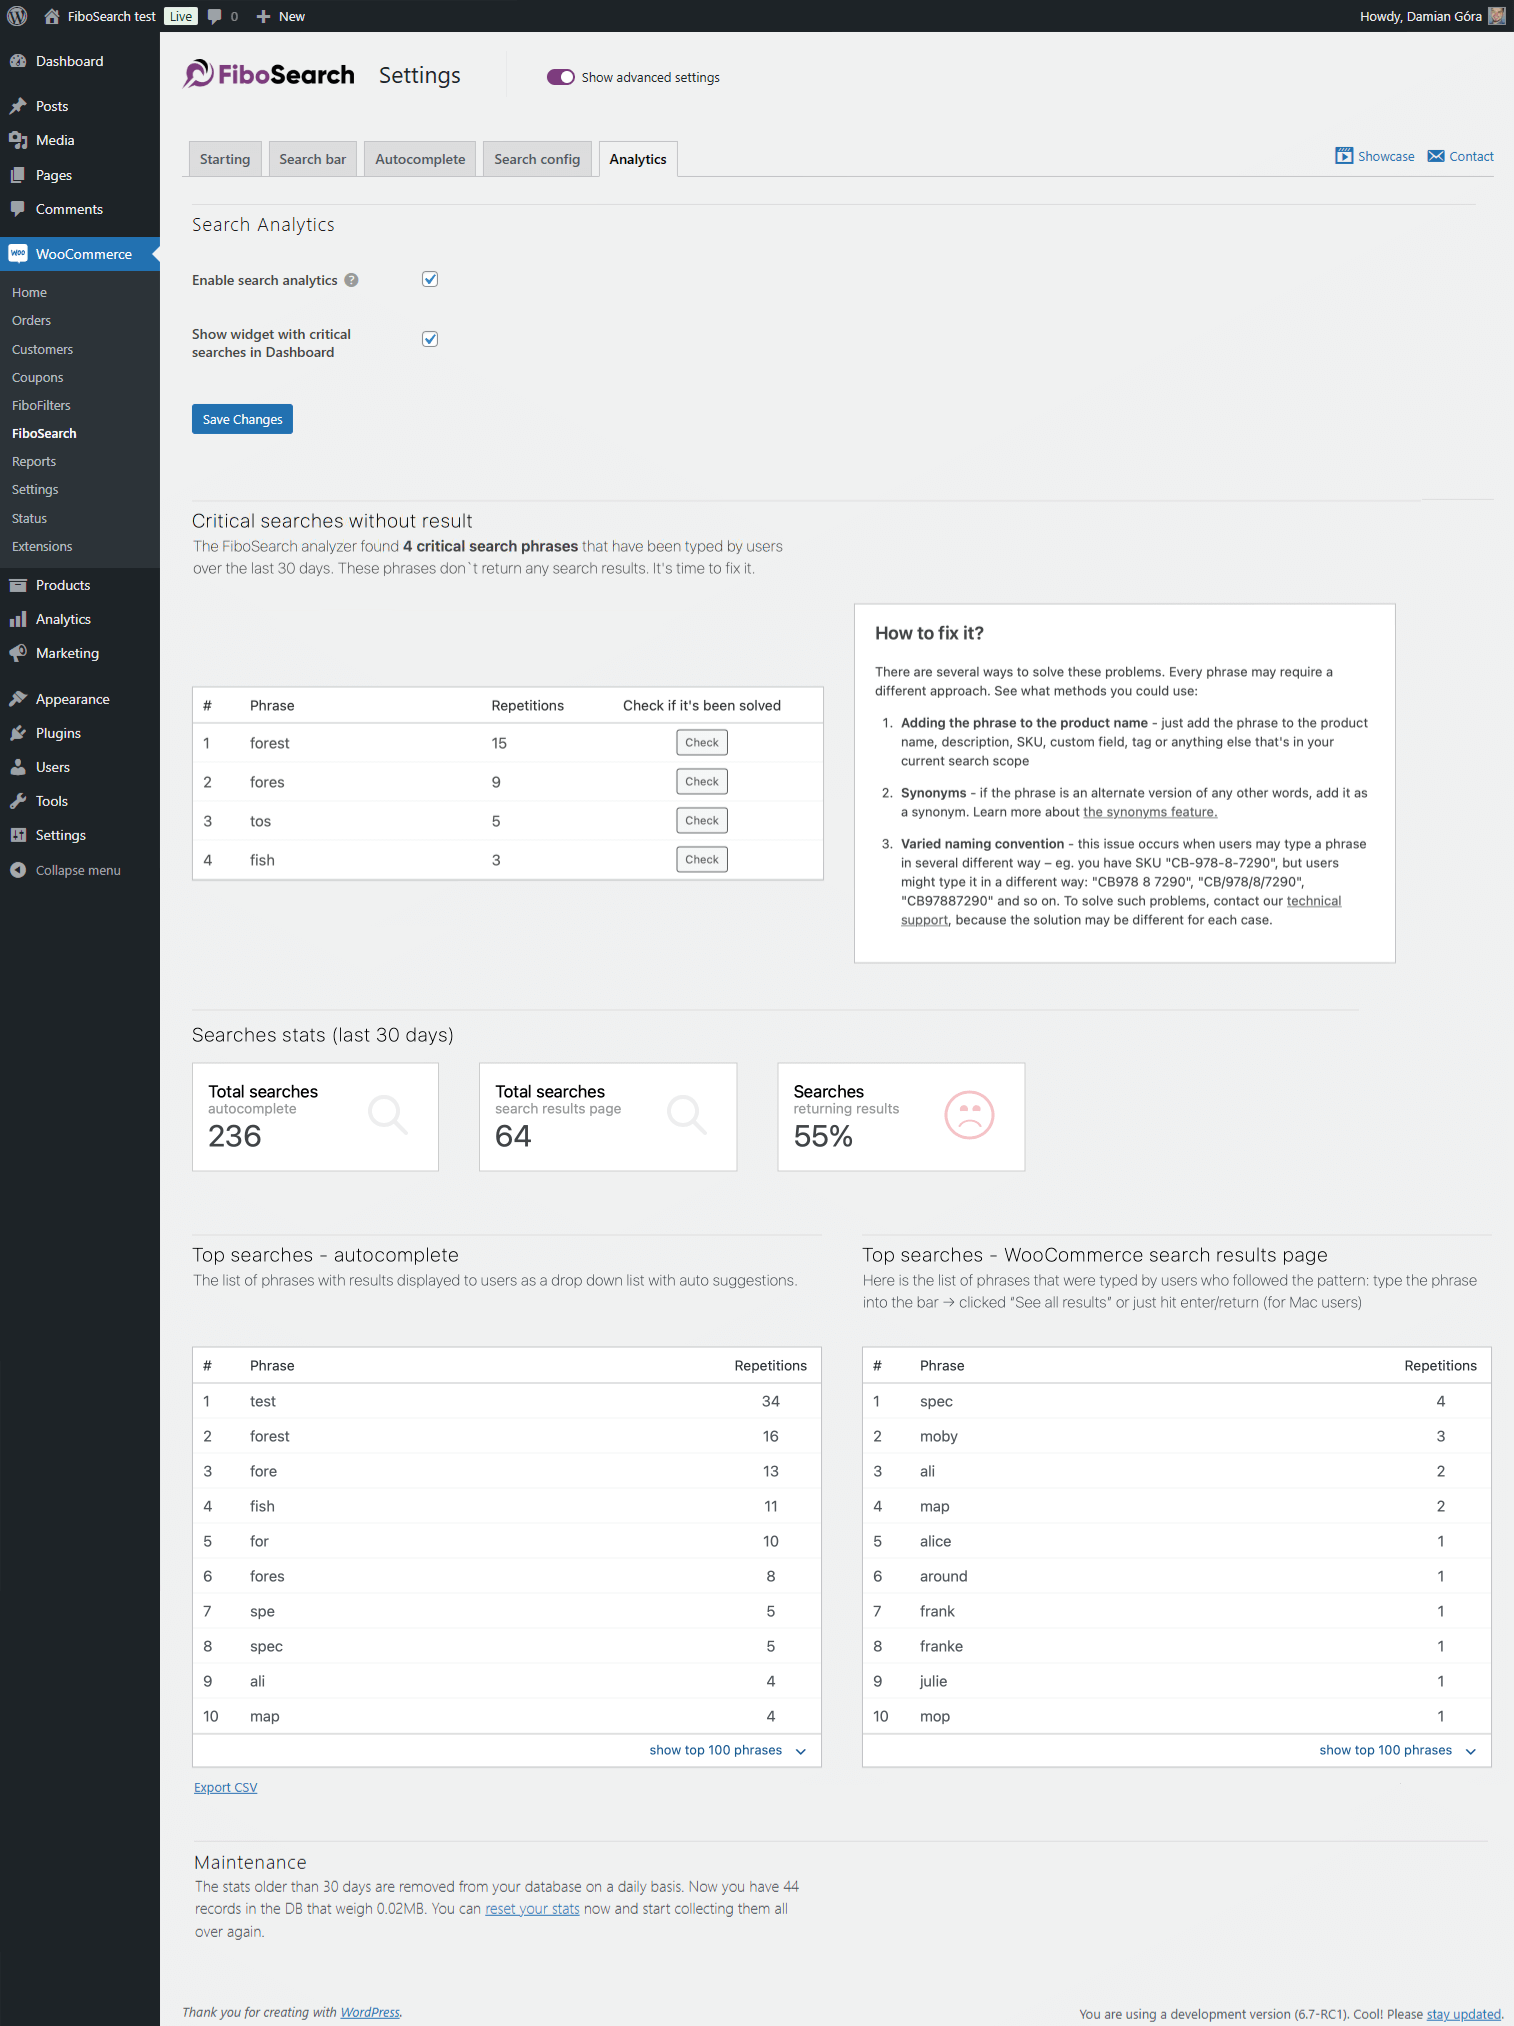 FiboSearch test Live 0 New
Howdy, Damian Góra
Dashboard
Posts
Media
Pages
Comments
WooCommerce
Home
Orders
Customers
Coupons
FiboFilters
FiboSearch
Reports
Settings
Status
Extensions
Products
Analytics
Marketing
Appearance
Plugins
Users
Tools
Settings
Collapse menu
FiboSearch Settings
Show advanced settings
Starting
Search bar
Autocomplete
Search config
Analytics
Showcase
Contact
Search Analytics
Enable search analytics ?
Show widget with critical
searches in Dashboard
Save Changes
Critical searches without result
The FiboSearch analyzer found 4 critical search phrases that have been typed by users
over the last 30 days. These phrases don`t return any search results. It's time to fix it.
# Phrase Repetitions Check if it's been solved
1 forest 15 Check
2 fores 9 Check
3 tos 5 Check
4 fish 3 Check
How to fix it?
There are several ways to solve these problems. Every phrase may require a
different approach. See what methods you could use:
1. Adding the phrase to the product name - just add the phrase to the product
name, description, SKU, custom field, tag or anything else that's in your
current search scope
2. Synonyms - if the phrase is an alternate version of any other words, add it as
a synonym. Learn more about the synonyms feature.
3. Varied naming convention - this issue occurs when users may type a phrase
in several different way – eg. you have SKU "CB-978-8-7290", but users
might type it in a different way: "CB978 8 7290", "CB/978/8/7290",
"CB97887290" and so on. To solve such problems, contact our technical
support, because the solution may be different for each case.
Searches stats (last 30 days)
Total searches
autocomplete
236
Total searches
search results page
64
Searches
returning results
55%
Top searches - autocomplete
The list of phrases with results displayed to users as a drop down list with auto suggestions.
# Phrase Repetitions
1 test 34
2 forest 16
3 fore 13
4 fish 11
5 for 10
6 fores 8
7 spe 5
8 spec 5
9 ali 4
10 map 4
show top 100 phrases
Export CSV
Top searches - WooCommerce search results page
Here is the list of phrases that were typed by users who followed the pattern: type the phrase
into the bar → clicked “See all results” or just hit enter/return (for Mac users)
# Phrase Repetitions
1 spec 4
2 moby 3
3 ali 2
4 map 2
5 alice 1
6 around 1
7 frank 1
8 franke 1
9 julie 1
10 mop 1
show top 100 phrases
Maintenance
The stats older than 30 days are removed from your database on a daily basis. Now you have 44
records in the DB that weigh 0.02MB. You can reset your stats now and start collecting them all
over again.
Thank you for creating with WordPress.
You are using a development version (6.7-RC1). Cool! Please stay updated.